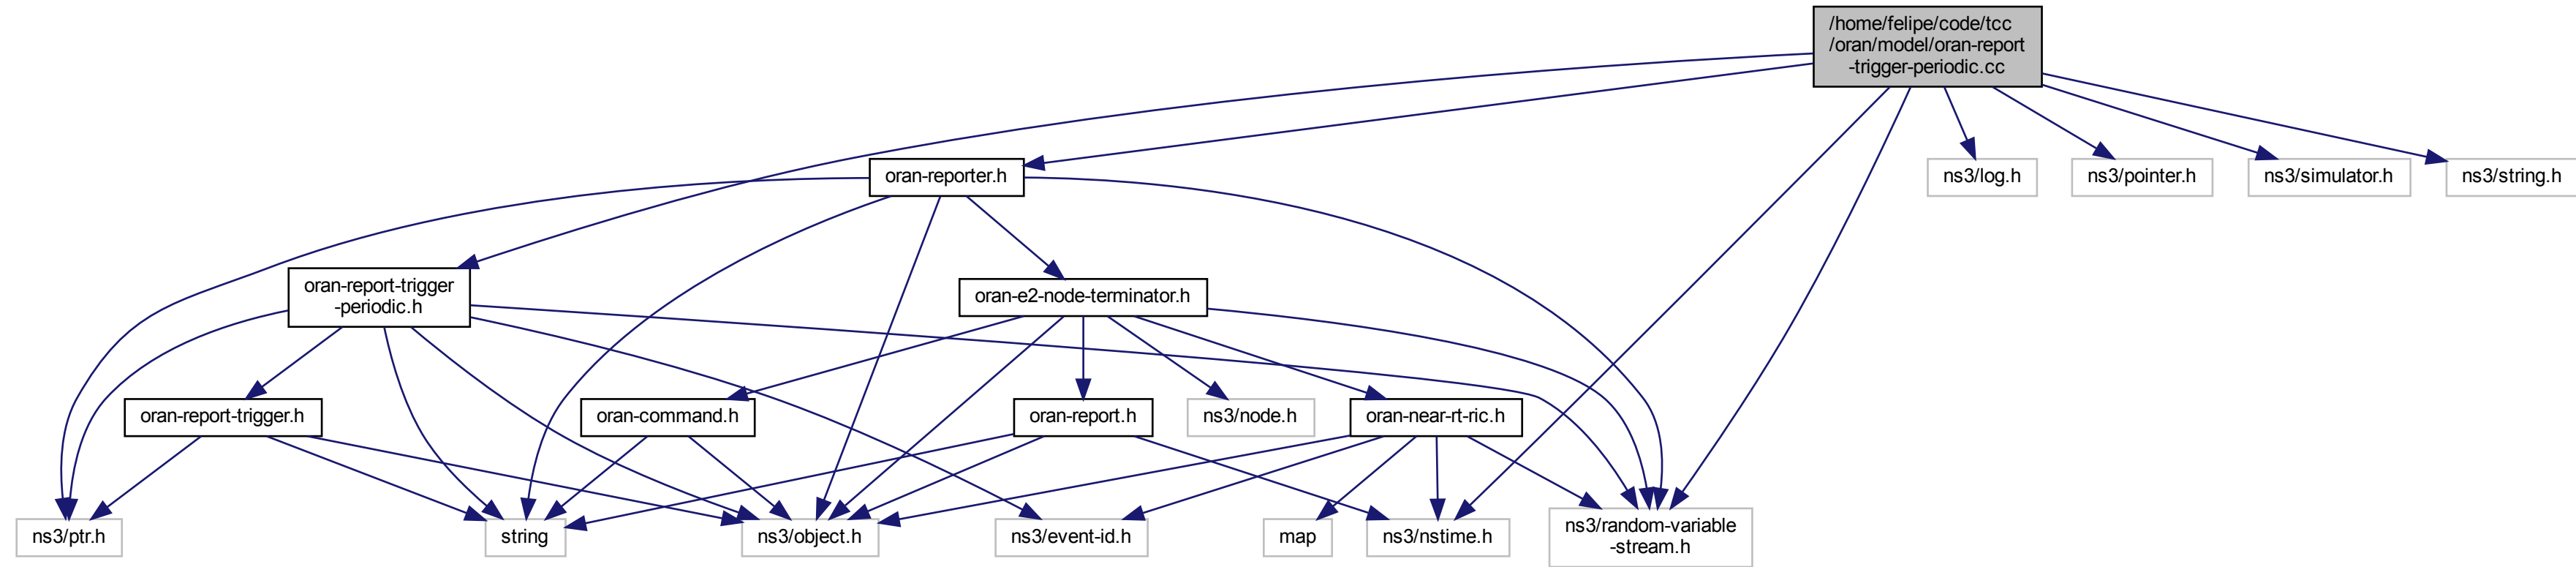 /home/felipe/code/tcc
/oran/model/oran-report
-trigger-periodic.cc
oran-reporter.h
ns3/log.h
ns3/pointer.h
ns3/simulator.h
ns3/string.h
oran-report-trigger
-periodic.h
oran-e2-node-terminator.h
oran-report-trigger.h
oran-command.h
oran-report.h
ns3/node.h
oran-near-rt-ric.h
ns3/ptr.h
string
ns3/object.h
ns3/event-id.h
map
ns3/nstime.h
ns3/random-variable
-stream.h